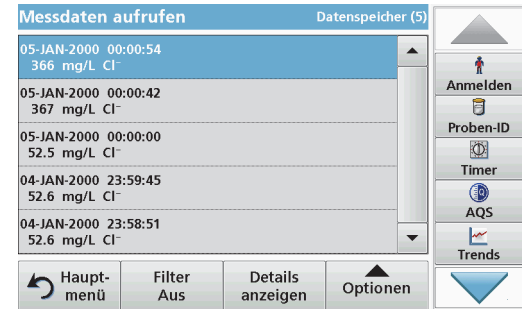 Messdaten aufrufen Datenspeicher (5)
05-JAN-2000 00:00:54
366 mg/L Cl⁻
05-JAN-2000 00:00:42
367 mg/L Cl⁻
05-JAN-2000 00:00:00
52.5 mg/L Cl⁻
04-JAN-2000 23:59:45
52.6 mg/L Cl⁻
04-JAN-2000 23:58:51
52.6 mg/L Cl⁻
Anmelden
Proben-ID
Timer
AQS
Trends
Haupt-
menü
Filter
Aus
Details
anzeigen
Optionen